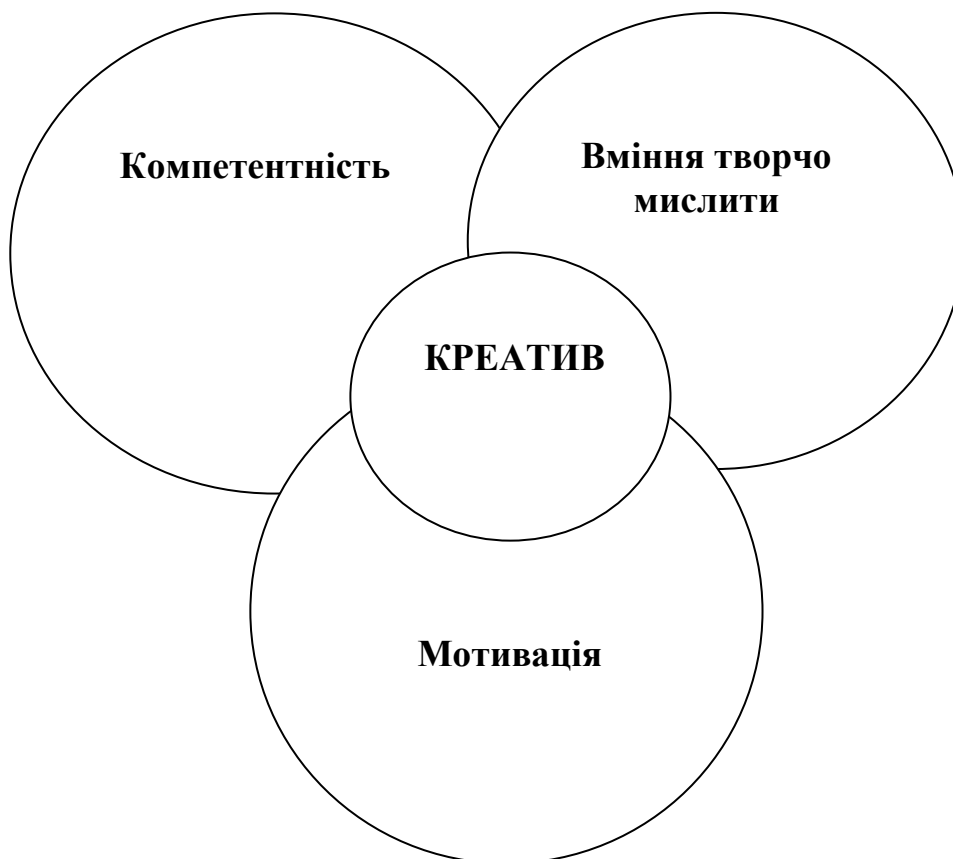 Компетентність
Вміння творчо
мислити
КРЕАТИВ
Мотивація